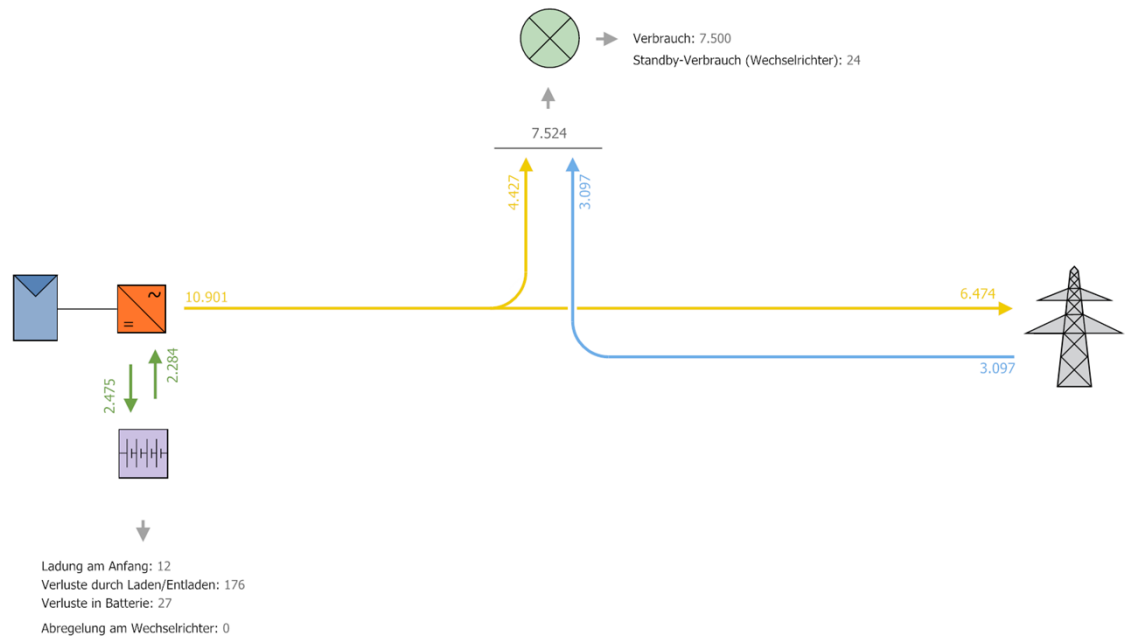 Verbrauch: 7.500
Standby-Verbrauch (Wechselrichter): 24
7.524
4.427
3.097
10.901
6.474
3.097
2.475
2.284
Ladung am Anfang: 12
Verluste durch Laden/Entladen: 176
Verluste in Batterie: 27
Abregelung am Wechselrichter: 0